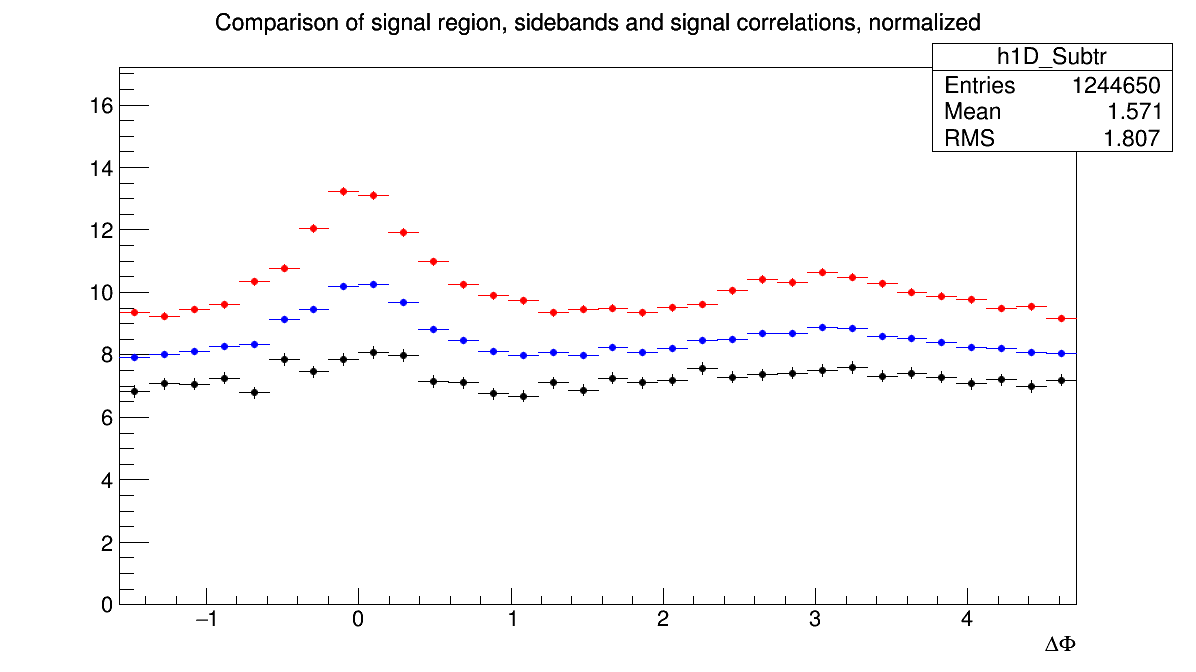 Comparison of signal region, sidebands and signal correlations, normalized
h1D_Subtr
Entries 1244650
Mean 1.571
RMS 1.807
16
14
12
10
8
6
4
2
0
−1 0 1 2 3 4
ΔΦ